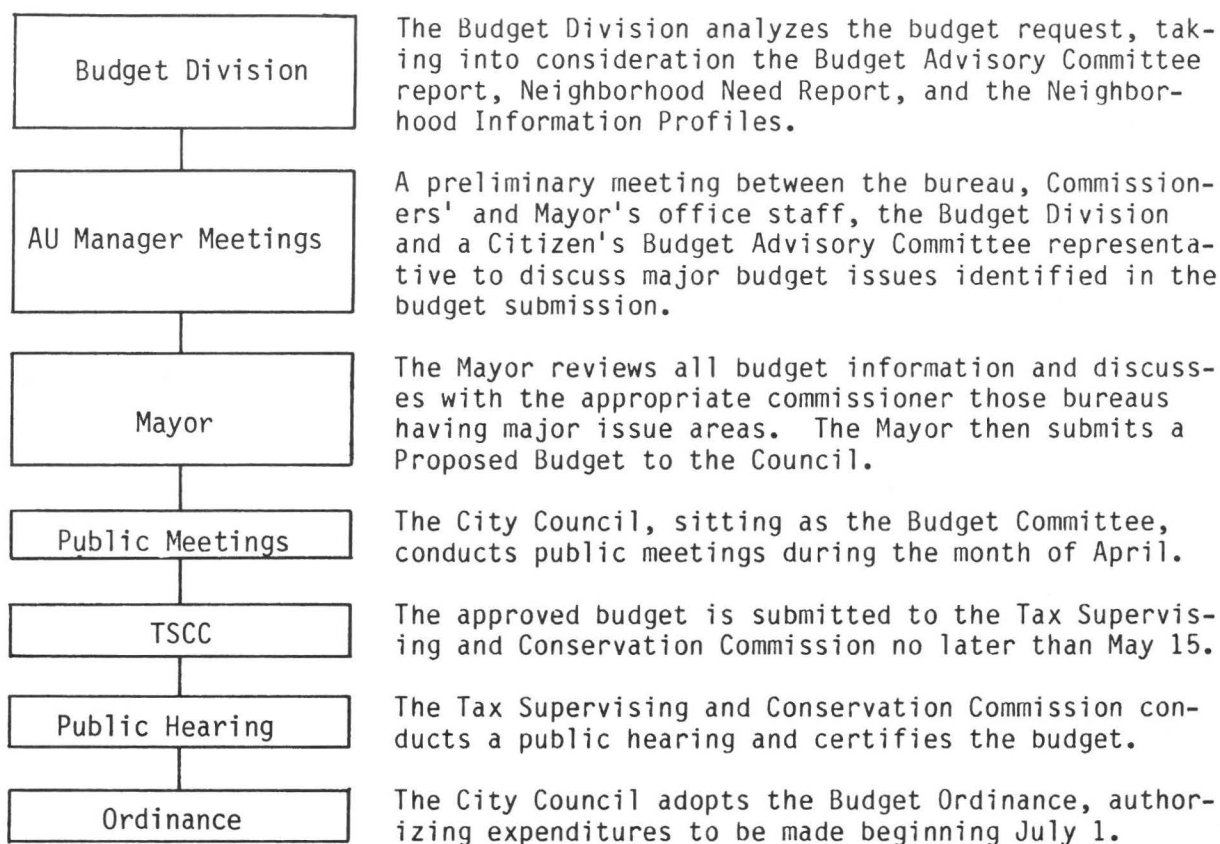 Budget Division
The Budget Division analyzes the budget request, tak-
ing into consideration the Budget Advisory Committee
report, Neighborhood Need Report, and the Neighbor-
hood Information Profiles.
AU Manager Meetings
A preliminary meeting between the bureau, Commission-
ers' and Mayor's office staff, the Budget Division
and a Citizen's Budget Advisory Committee representa-
tive to discuss major budget issues identified in the
budget submission.
Mayor
The Mayor reviews all budget information and discuss-
es with the appropriate commissioner those bureaus
having major issue areas.  The Mayor then submits a
Proposed Budget to the Council.
Public Meetings
The City Council, sitting as the Budget Committee,
conducts public meetings during the month of April.
TSCC
The approved budget is submitted to the Tax Supervis-
ing and Conservation Commission no later than May 15.
Public Hearing
The Tax Supervising and Conservation Commission con-
ducts a public hearing and certifies the budget.
Ordinance
The City Council adopts the Budget Ordinance, author-
izing expenditures to be made beginning July 1.